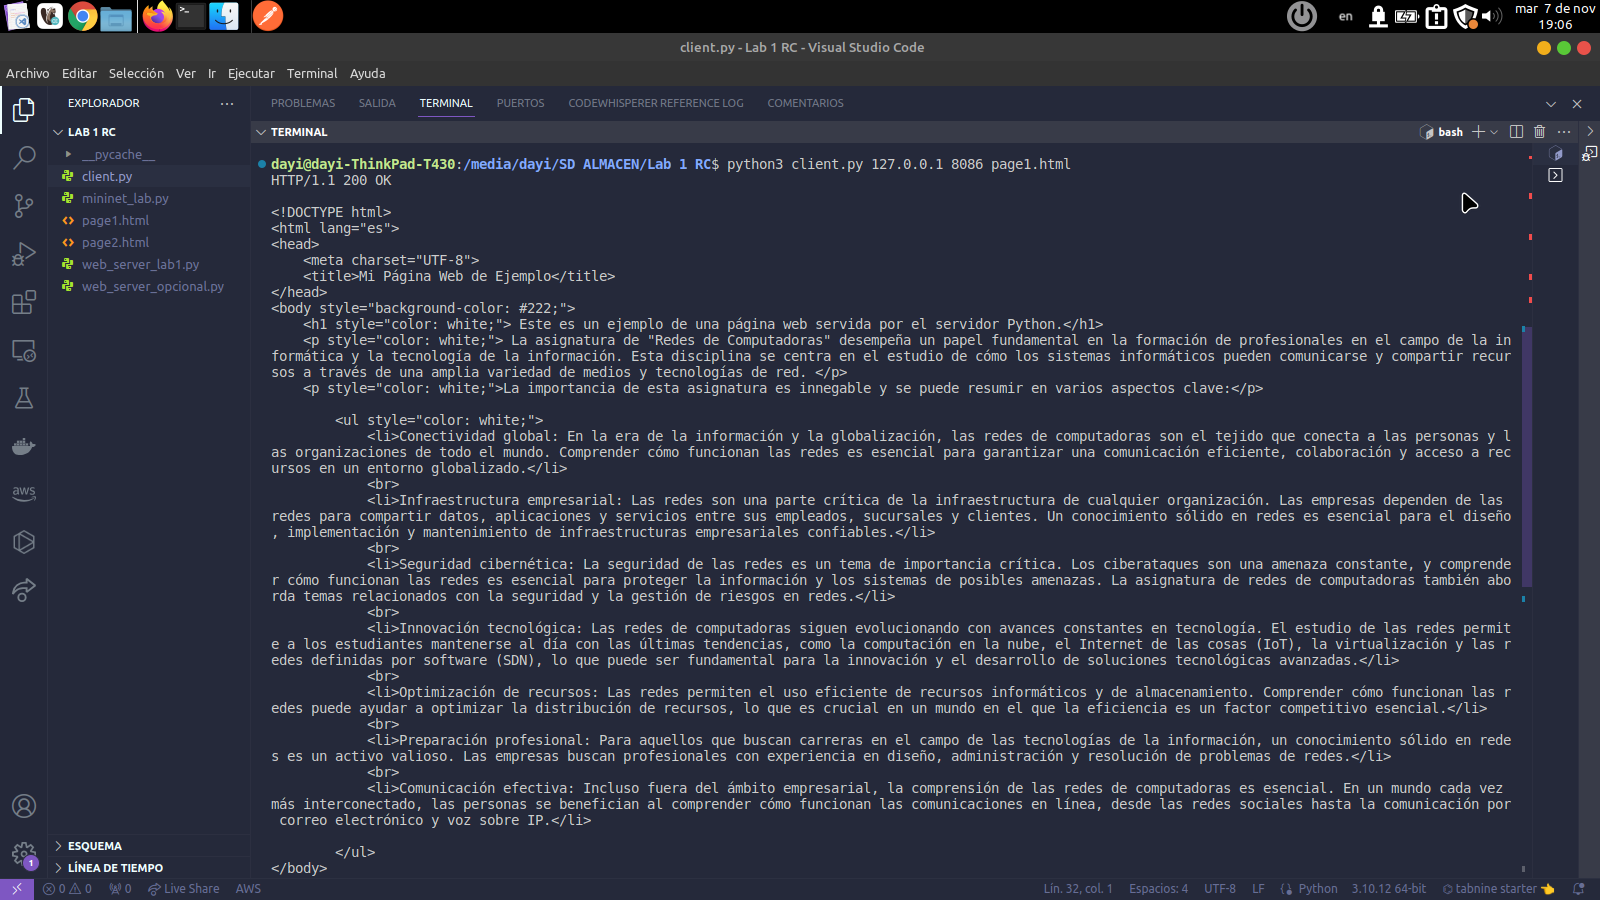 en
mar 7 de nov
19:06
client.py - Lab 1 RC - Visual Studio Code
Archivo Editar Selección Ver Ir Ejecutar Terminal Ayuda
EXPLORADOR
PROBLEMAS SALIDA TERMINAL PUERTOS CODEWHISPERER REFERENCE LOG COMENTARIOS
LAB 1 RC
__pycache__
client.py
mininet_lab.py
page1.html
page2.html
web_server_lab1.py
web_server_opcional.py
TERMINAL
bash
dayi@dayi-ThinkPad-T430:/media/dayi/SD ALMACEN/Lab 1 RC$ python3 client.py 127.0.0.1 8086 page1.html
HTTP/1.1 200 OK
<!DOCTYPE html>
<html lang="es">
<head>
    <meta charset="UTF-8">
    <title>Mi Página Web de Ejemplo</title>
</head>
<body style="background-color: #222;">
    <h1 style="color: white;"> Este es un ejemplo de una página web servida por el servidor Python.</h1>
    <p style="color: white;"> La asignatura de "Redes de Computadoras" desempeña un papel fundamental en la formación de profesionales en el campo de la in
formática y la tecnología de la información. Esta disciplina se centra en el estudio de cómo los sistemas informáticos pueden comunicarse y compartir recur
sos a través de una amplia variedad de medios y tecnologías de red. </p>
    <p style="color: white;">La importancia de esta asignatura es innegable y se puede resumir en varios aspectos clave:</p>
        <ul style="color: white;">
            <li>Conectividad global: En la era de la información y la globalización, las redes de computadoras son el tejido que conecta a las personas y l
as organizaciones de todo el mundo. Comprender cómo funcionan las redes es esencial para garantizar una comunicación eficiente, colaboración y acceso a rec
ursos en un entorno globalizado.</li>
            <br>
            <li>Infraestructura empresarial: Las redes son una parte crítica de la infraestructura de cualquier organización. Las empresas dependen de las
redes para compartir datos, aplicaciones y servicios entre sus empleados, sucursales y clientes. Un conocimiento sólido en redes es esencial para el diseño
, implementación y mantenimiento de infraestructuras empresariales confiables.</li>
            <br>
            <li>Seguridad cibernética: La seguridad de las redes es un tema de importancia crítica. Los ciberataques son una amenaza constante, y comprende
r cómo funcionan las redes es esencial para proteger la información y los sistemas de posibles amenazas. La asignatura de redes de computadoras también abo
rda temas relacionados con la seguridad y la gestión de riesgos en redes.</li>
            <br>
            <li>Innovación tecnológica: Las redes de computadoras siguen evolucionando con avances constantes en tecnología. El estudio de las redes permit
e a los estudiantes mantenerse al día con las últimas tendencias, como la computación en la nube, el Internet de las cosas (IoT), la virtualización y las r
edes definidas por software (SDN), lo que puede ser fundamental para la innovación y el desarrollo de soluciones tecnológicas avanzadas.</li>
            <br>
            <li>Optimización de recursos: Las redes permiten el uso eficiente de recursos informáticos y de almacenamiento. Comprender cómo funcionan las r
edes puede ayudar a optimizar la distribución de recursos, lo que es crucial en un mundo en el que la eficiencia es un factor competitivo esencial.</li>
            <br>
            <li>Preparación profesional: Para aquellos que buscan carreras en el campo de las tecnologías de la información, un conocimiento sólido en rede
s es un activo valioso. Las empresas buscan profesionales con experiencia en diseño, administración y resolución de problemas de redes.</li>
            <br>
            <li>Comunicación efectiva: Incluso fuera del ámbito empresarial, la comprensión de las redes de computadoras es esencial. En un mundo cada vez
más interconectado, las personas se benefician al comprender cómo funcionan las comunicaciones en línea, desde las redes sociales hasta la comunicación por
 correo electrónico y voz sobre IP.</li>
        </ul>
</body>
aws
1
ESQUEMA
LÍNEA DE TIEMPO
0 0 0 Live Share AWS Lín. 32, col. 1 Espacios: 4 UTF-8 LF Python 3.10.12 64-bit tabnine starter 👈